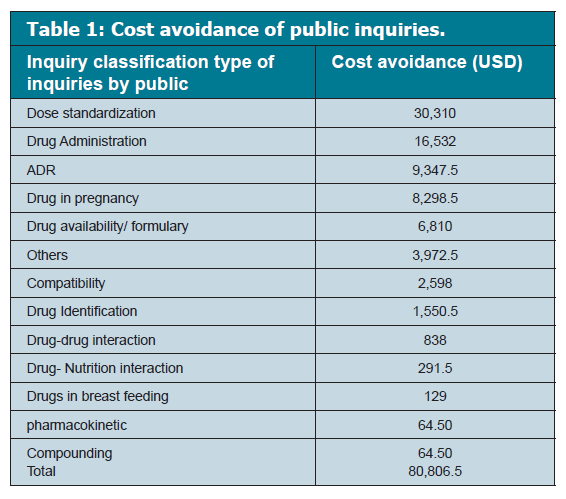 Table 1: Cost avoidance of public inquiries.
Inquiry classification type of inquiries by public Cost avoidance (USD)
Dose standardization 30,310
Drug Administration 16,532
ADR 9,347.5
Drug in pregnancy 8,298.5
Drug availability/ formulary 6,810
Others 3,972.5
Compatibility 2,598
Drug Identification 1,550.5
Drug-drug interaction 838
Drug- Nutrition interaction 291.5
Drugs in breast feeding 129
pharmacokinetic 64.50
Compounding 64.50
Total 80,806.5